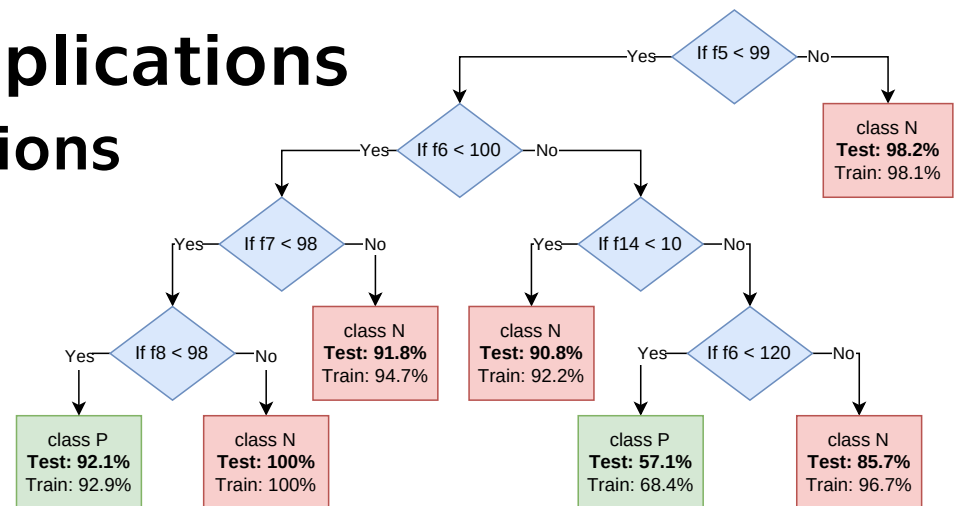 plications
ions
If f5 < 99
Yes
No
class N
Test: 98.2%
Train: 98.1%
If f6 < 100
Yes
No
If f7 < 98
Yes
No
If f14 < 10
Yes
No
class N
Test: 91.8%
Train: 94.7%
class N
Test: 90.8%
Train: 92.2%
If f8 < 98
Yes
No
If f6 < 120
Yes
No
class P
Test: 92.1%
Train: 92.9%
class N
Test: 100%
Train: 100%
class P
Test: 57.1%
Train: 68.4%
class N
Test: 85.7%
Train: 96.7%